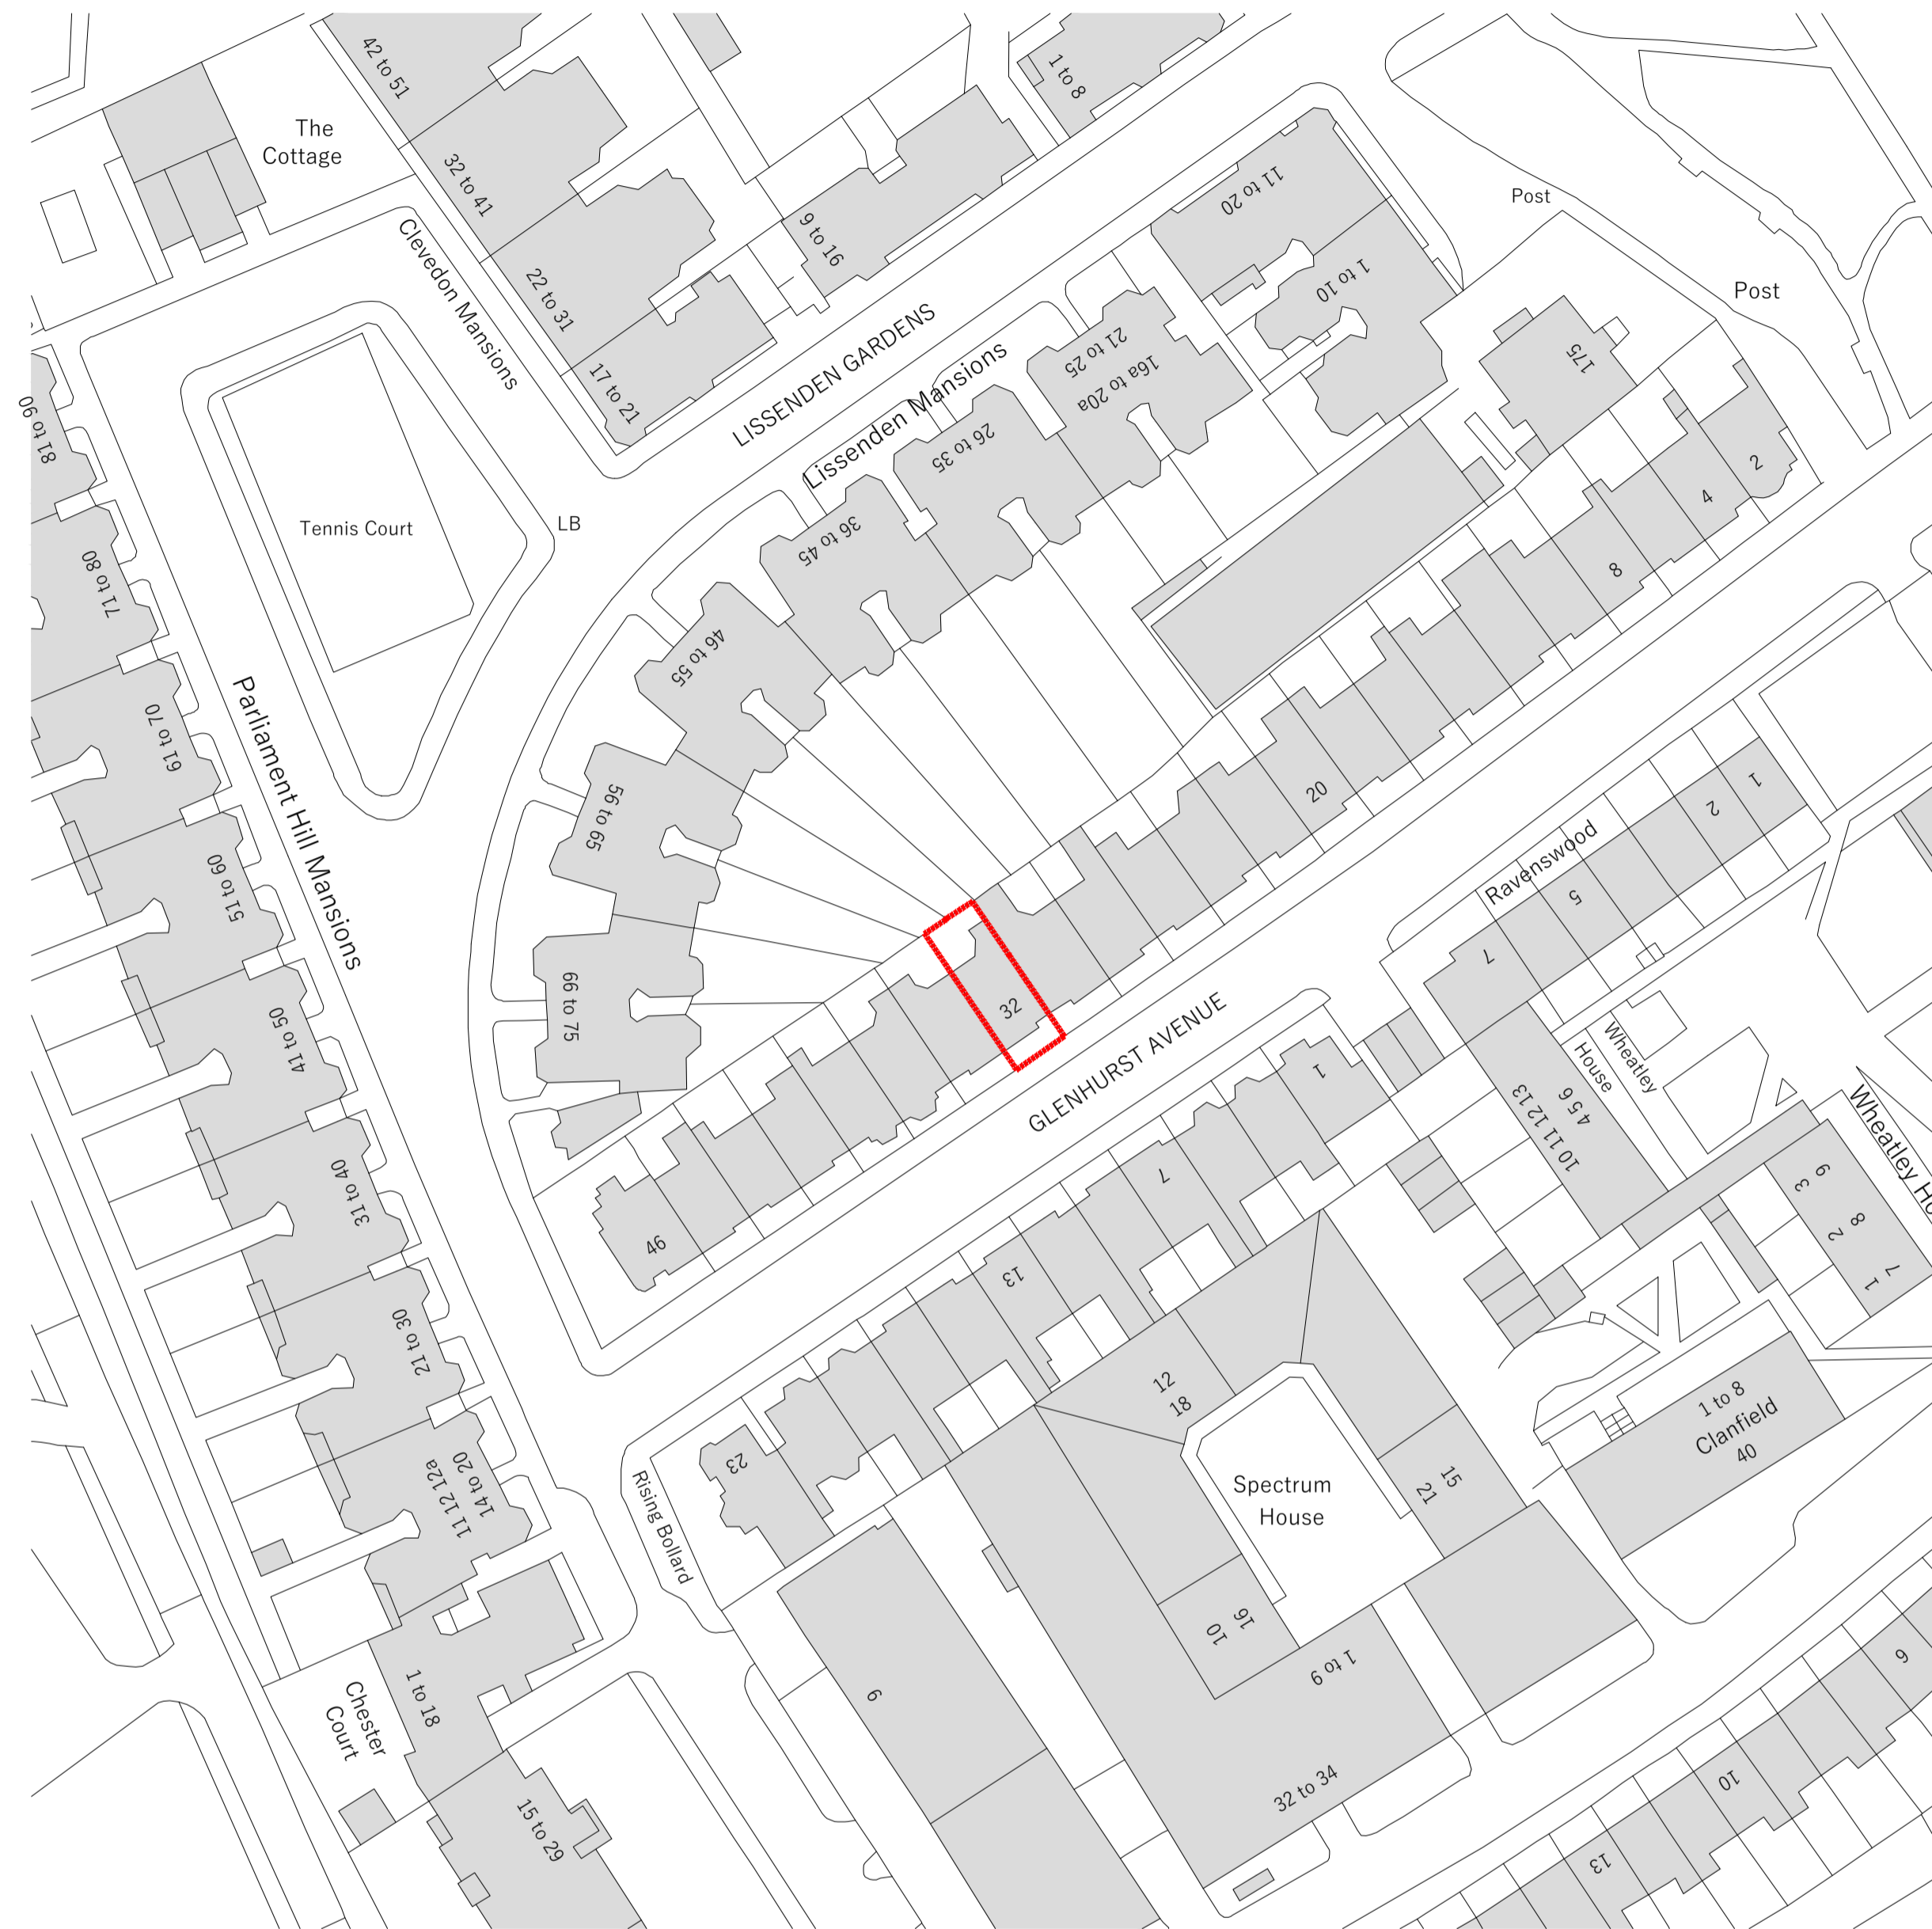 42 to 51
1 to 8
The
Cottage
32 to 41
11 to 20
Post
9 to 16
Clevedon Mansions
1 to 10
Post
22 to 31
LISSENDEN GARDENS
21 to 25
16a to 20a
175
17 to 21
Lissenden Mansions
81 to 90
26 to 35
2
4
Tennis Court
LB
36 to 45
71 to 80
8
46 to 55
Parliament Hill Mansions
61 to 70
56 to 65
20
1
2
Ravenswood
5
51 to 60
7
66 to 75
32
41 to 50
GLENHURST AVENUE
1
Wheatley
House
4 5 6
10 11 12 13
31 to 40
7
Wheatley
9
3
8
2
7
1
46
13
21 to 30
12
18
1 to 8
Clanfield
40
23
14 to 20
11 12 12a
Rising Bollard
Spectrum
House
15
21
16
10
1 to 9
9
1 to 18
Chester
Court
32 to 34
15 to 29
10
13